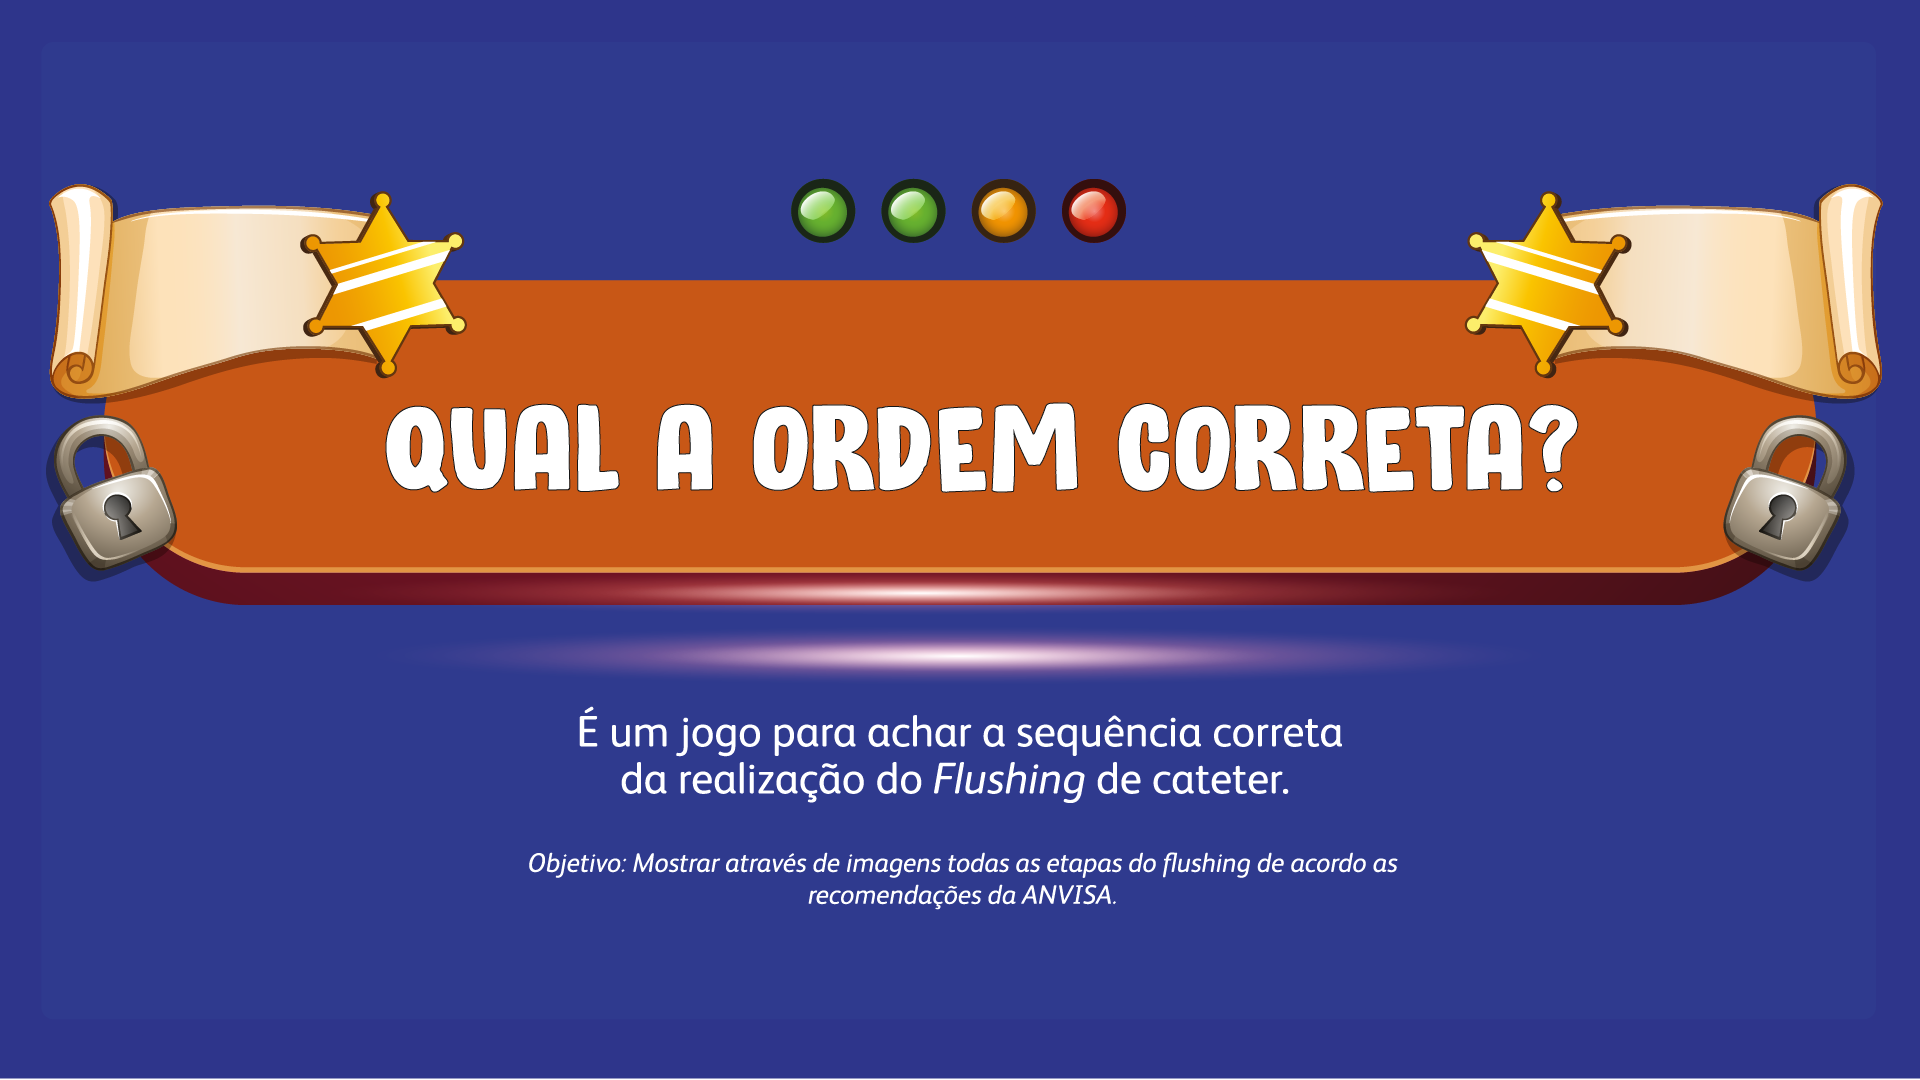 QUAL A ORDEM CORRETA?
É um jogo para achar a sequência correta
da realização do Flushing de cateter.
Objetivo: Mostrar através de imagens todas as etapas do flushing de acordo as
recomendações da ANVISA.